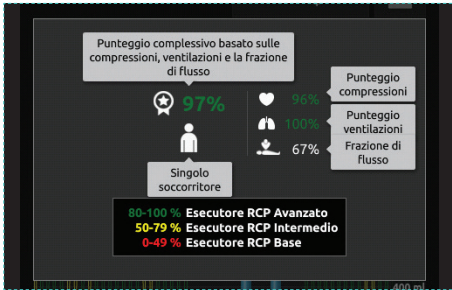 Punteggio complessivo basato sulle
compressioni, ventilazioni e la frazione
di flusso
97%
96%
Punteggio
compressioni
100%
Punteggio
ventilazioni
67%
Frazione di
flusso
Singolo
soccorritore
80-100 % Esecutore RCP Avanzato
50-79 % Esecutore RCP Intermedio
0-49 % Esecutore RCP Base
400 ml